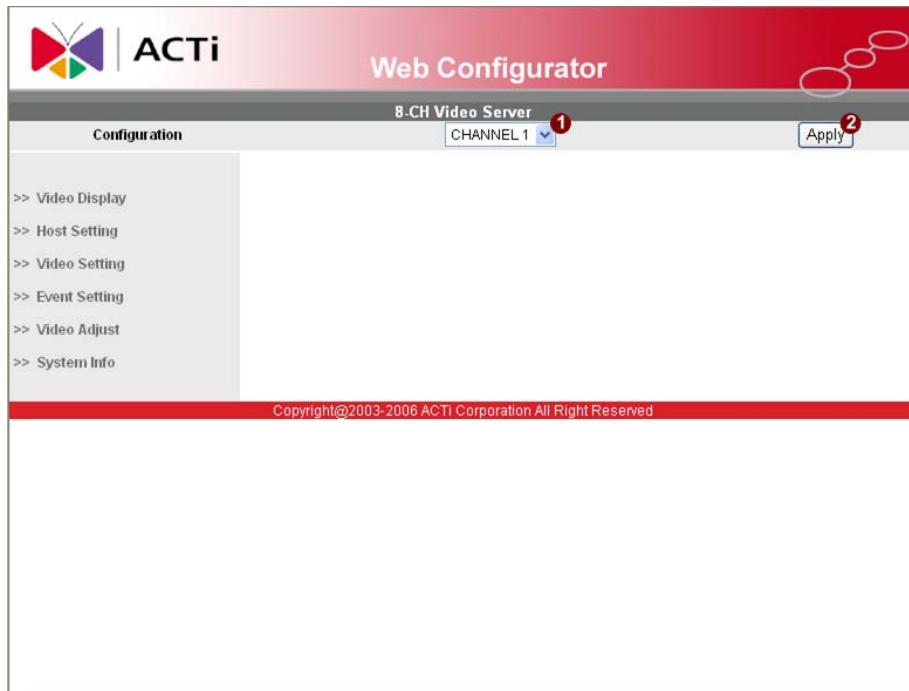 ACTi
Web Configurator
8-CH Video Server
Configuration
CHANNEL 1
1
Apply
2
>> Video Display
>> Host Setting
>> Video Setting
>> Event Setting
>> Video Adjust
>> System Info
Copyright@2003-2006 ACTi Corporation All Right Reserved